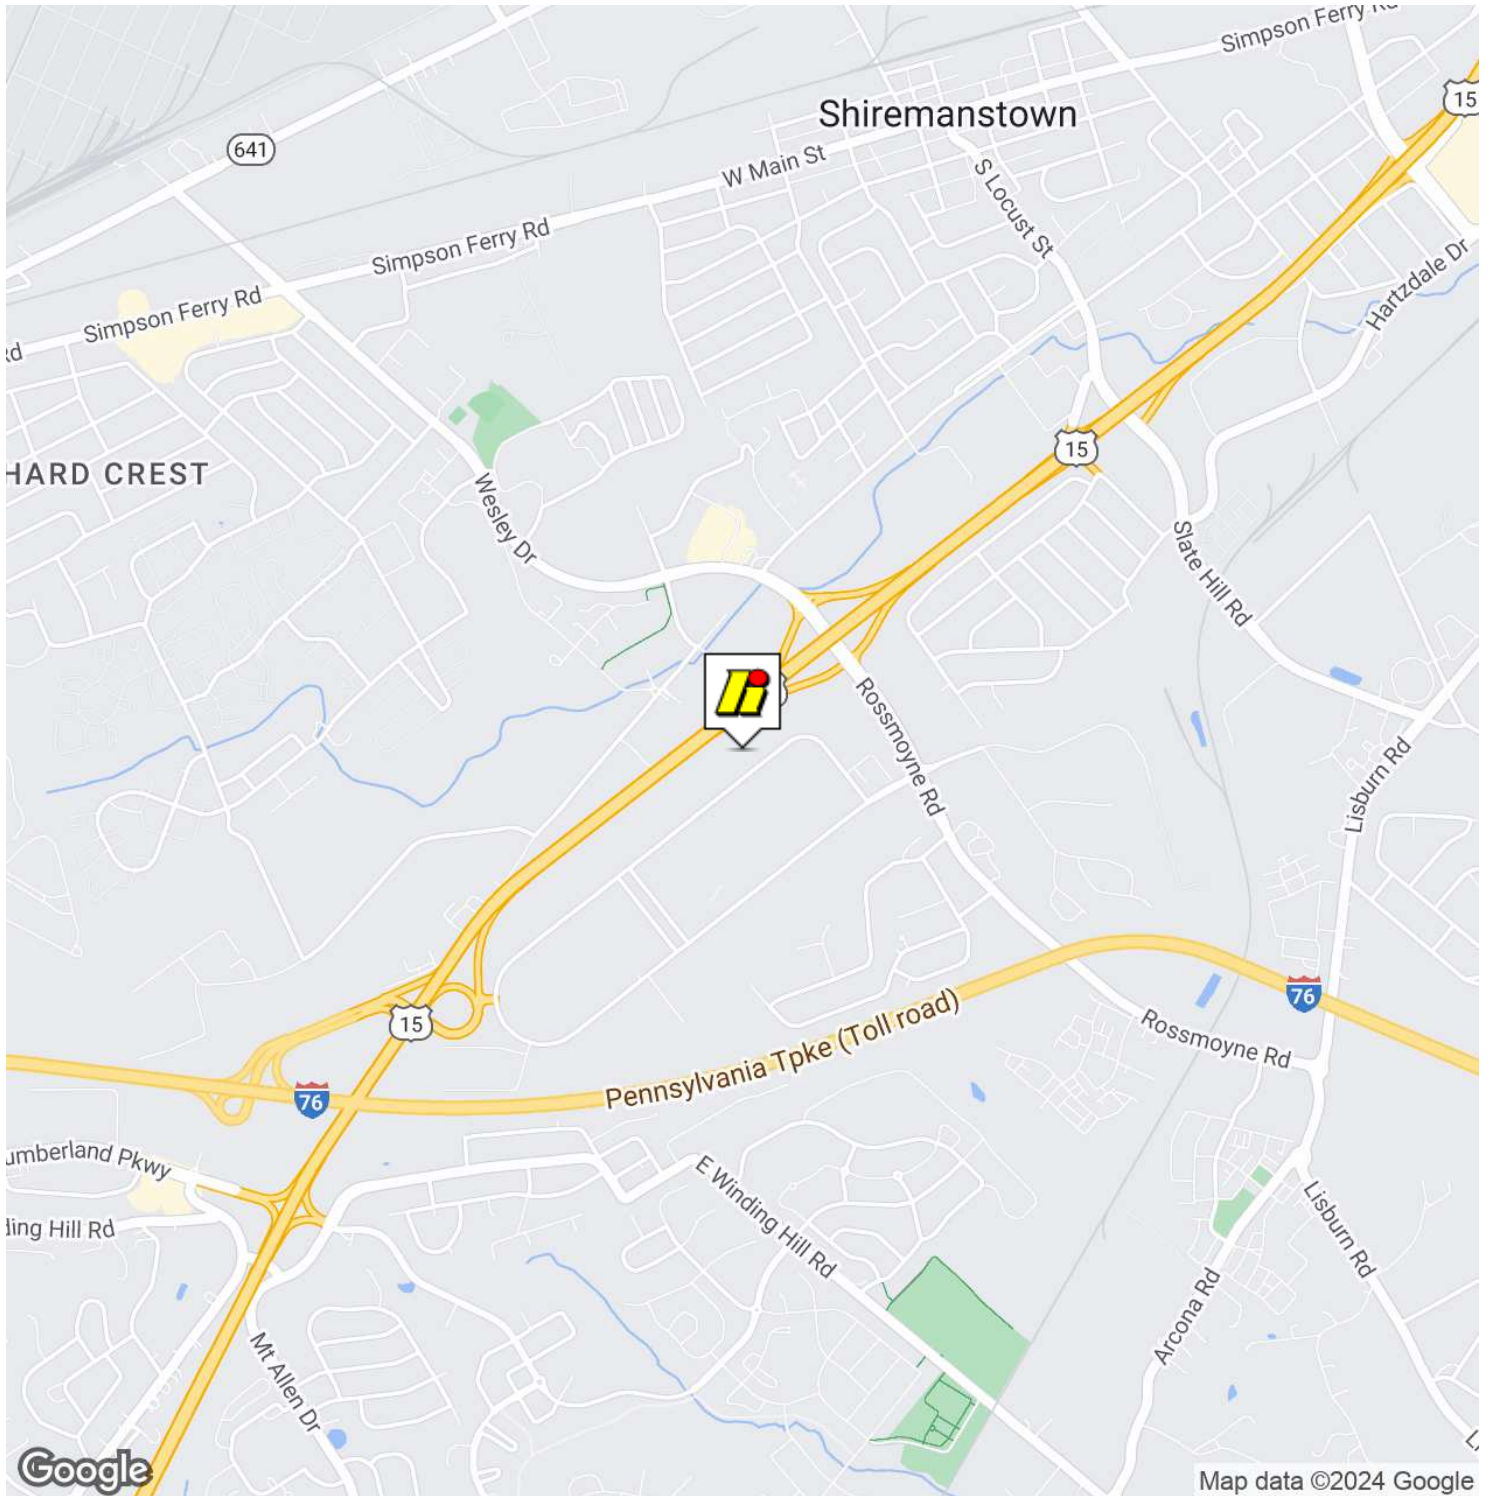 Simpson Ferry Rd
15
Shiremanstown
641
W Main St
S Locust St
Simpson Ferry Rd
Hartzdale Dr
Simpson Ferry Rd
Rd
HARD CREST
15
Wesley Dr
Slate Hill Rd
Rossmoyne Rd
Lisburn Rd
76
15
Pennsylvania Tpke (Toll road)
Rossmoyne Rd
76
umberland Pkwy
E Winding Hill Rd
ding Hill Rd
Lisburn Rd
Arcona Rd
Mt Allen Dr
Google
Map data ©2024 Google